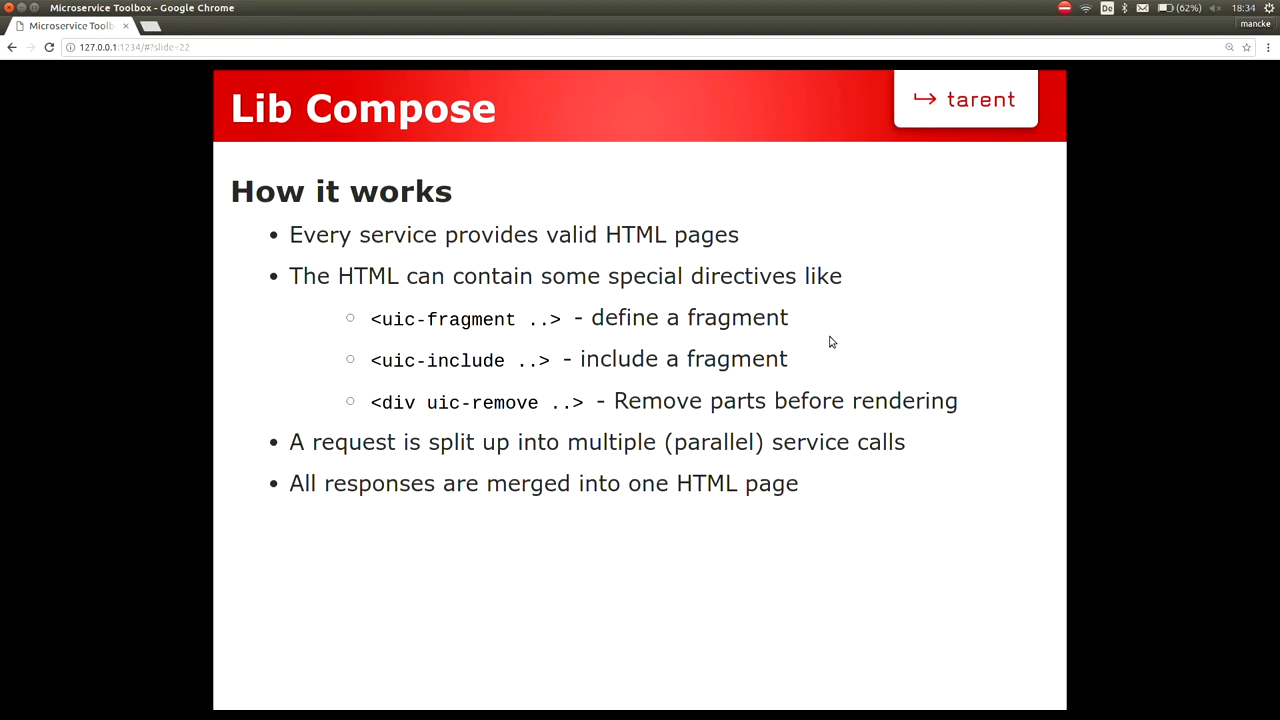 Microservice Toolbox - Google Chrome
De
(62%)
18:34
Microservice Toolb
mancke
127.0.0.1:1234/#?slide=22
Lib Compose
tarent
How it works
• Every service provides valid HTML pages
• The HTML can contain some special directives like
<uic-fragment ..> - define a fragment
<uic-include ..> - include a fragment
<div uic-remove ..> - Remove parts before rendering
• A request is split up into multiple (parallel) service calls
• All responses are merged into one HTML page